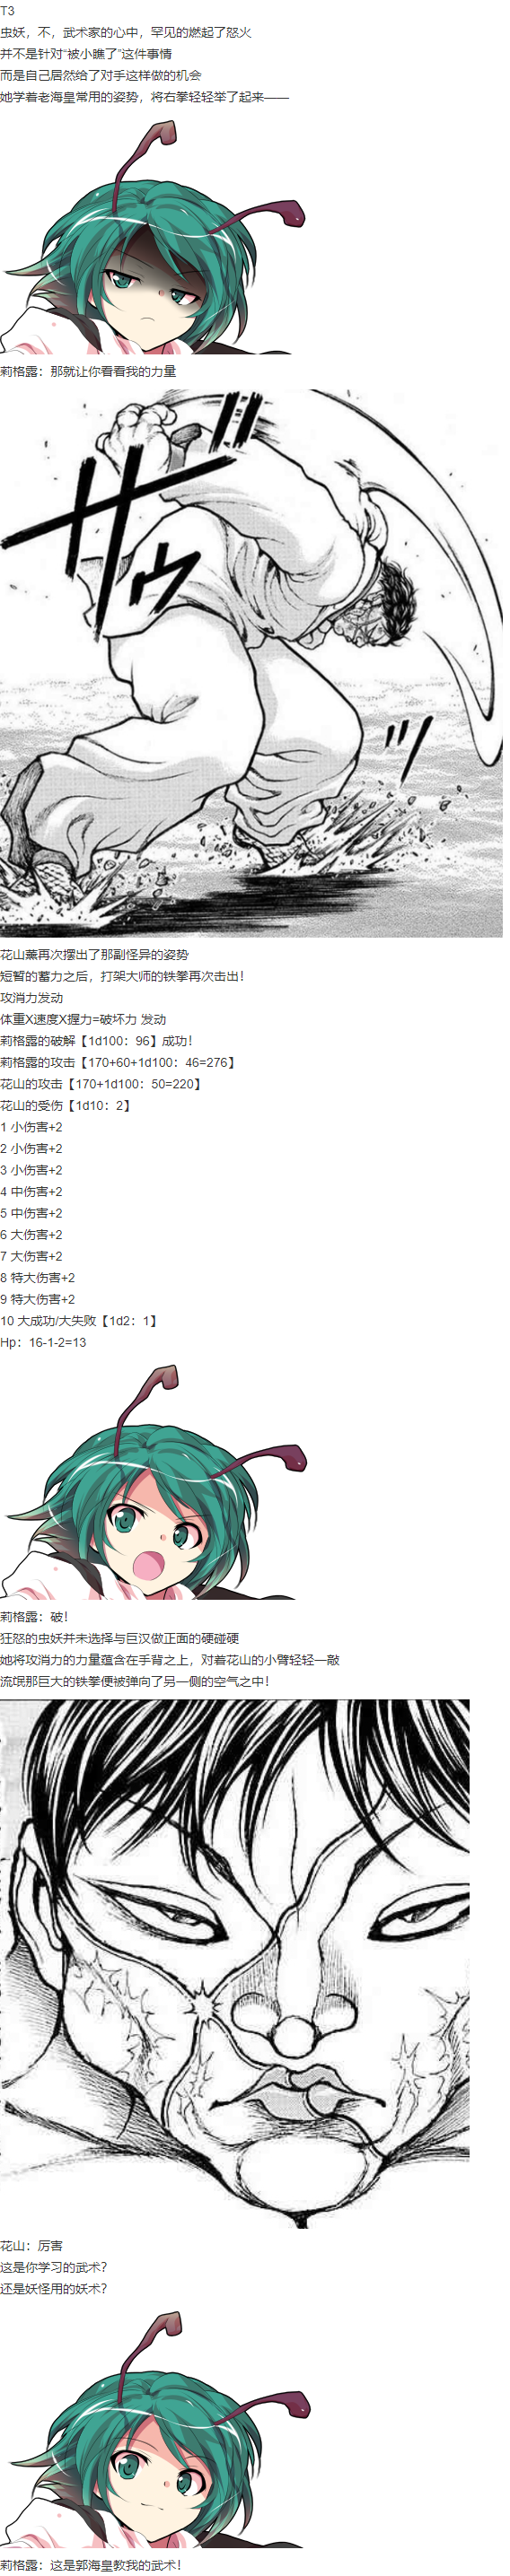 T3
虫妖，不，武术家的心中，罕见的燃起了怒火
并不是针对“被小瞧了”这件事情
而是自己居然给了对手这样做的机会
她学着老海皇常用的姿势，将右拳轻轻举了起来——
莉格露：那就让你看看我的力量
ザウ
花山薰再次摆出了那副怪异的姿势
短暂的蓄力之后，打架大师的铁拳再次击出！
攻消力发动
体重X速度X握力=破坏力 发动
莉格露的破解【1d100：96】成功！
莉格露的攻击【170+60+1d100：46=276】
花山的攻击【170+1d100：50=220】
花山的受伤【1d10：2】
1 小伤害+2
2 小伤害+2
3 小伤害+2
4 中伤害+2
5 中伤害+2
6 大伤害+2
7 大伤害+2
8 特大伤害+2
9 特大伤害+2
10 大成功/大失败【1d2：1】
Hp：16-1-2=13
莉格露：破！
狂怒的虫妖并未选择与巨汉做正面的硬碰硬
她将攻消力的力量蕴含在手背之上，对着花山的小臂轻轻一敲
流氓那巨大的铁拳便被弹向了另一侧的空气之中！
花山：厉害
这是你学习的武术？
还是妖怪用的妖术？
莉格露：这是郭海皇教我的武术！